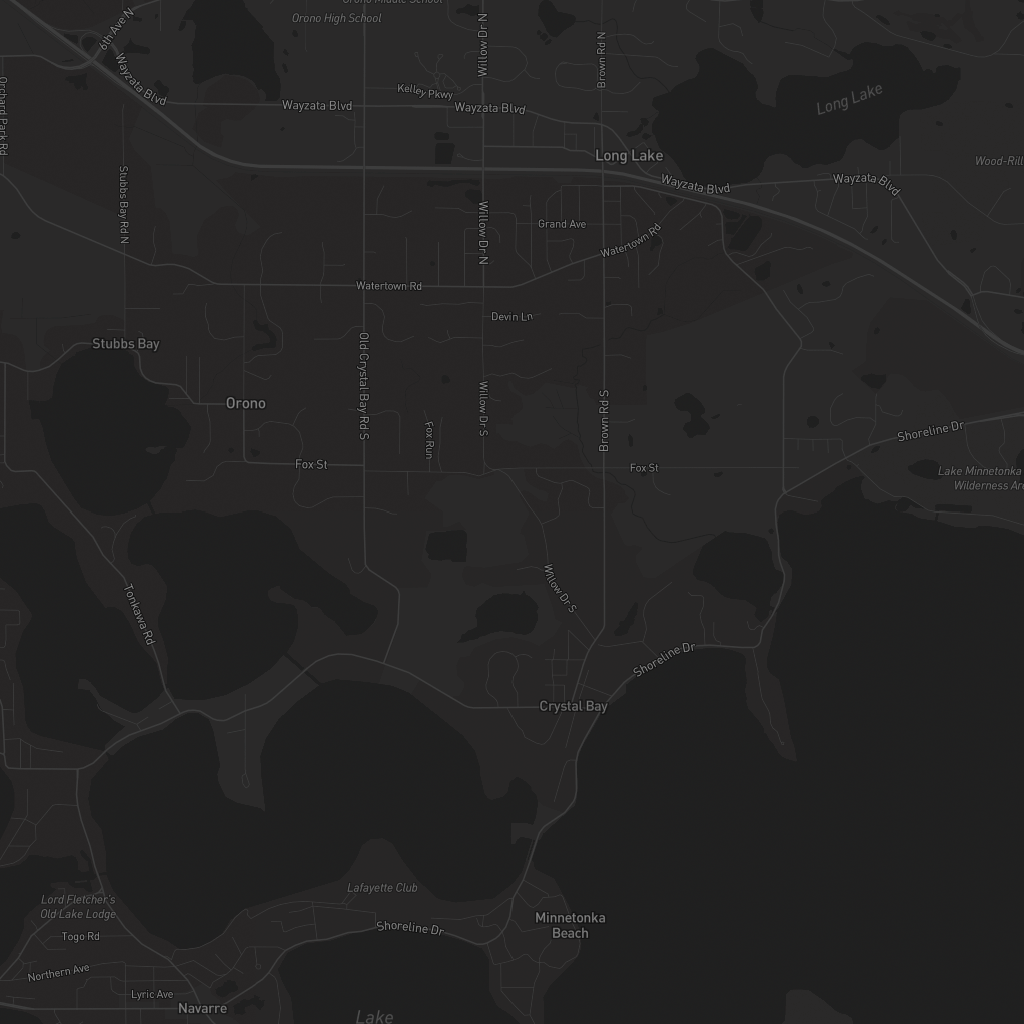 Orono Middle School
Orono High School
6th Ave N
Willow Dr N
Brown Rd N
Wayzata Blvd
Kelley Pkwy
Wayzata Blvd
Wayzata Blvd
Long Lake
Orchard Park Rd
Long Lake
Wood-Rill
Stubbs Bay Rd N
Wayzata Blvd
Wayzata Blvd
Willow Dr N
Grand Ave
Watertown Rd
Watertown Rd
Devin Ln
Stubbs Bay
Old Crystal Bay Rd S
Orono
Willow Dr S
Brown Rd S
Fox Run
Shoreline Dr
Fox St
Fox St
Lake Minnetonka
Wilderness Are
Tonkawa Rd
Willow Dr S
Shoreline Dr
Crystal Bay
Lafayette Club
Lord Fletcher's
Old Lake Lodge
Minnetonka
Beach
Shoreline Dr
Togo Rd
Northern Ave
Lyric Ave
Navarre
Lake